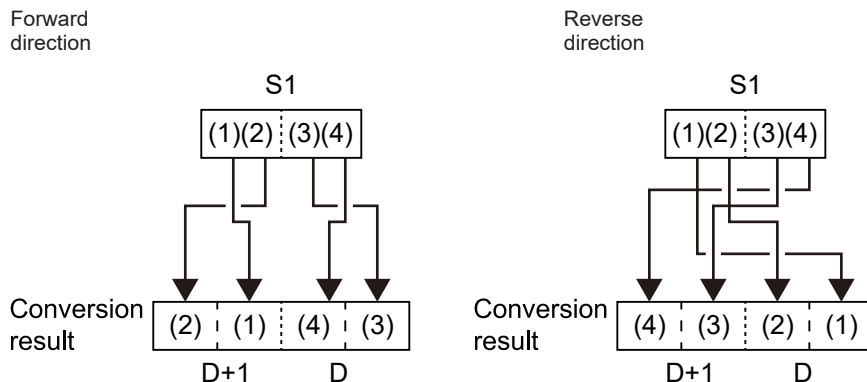 Forward
direction
S1
(1)(2) (3)(4)
Conversion
result
(2) (1) (4) (3)
D+1 D
Reverse
direction
S1
(1)(2) (3)(4)
Conversion
result
(4) (3) (2) (1)
D+1 D